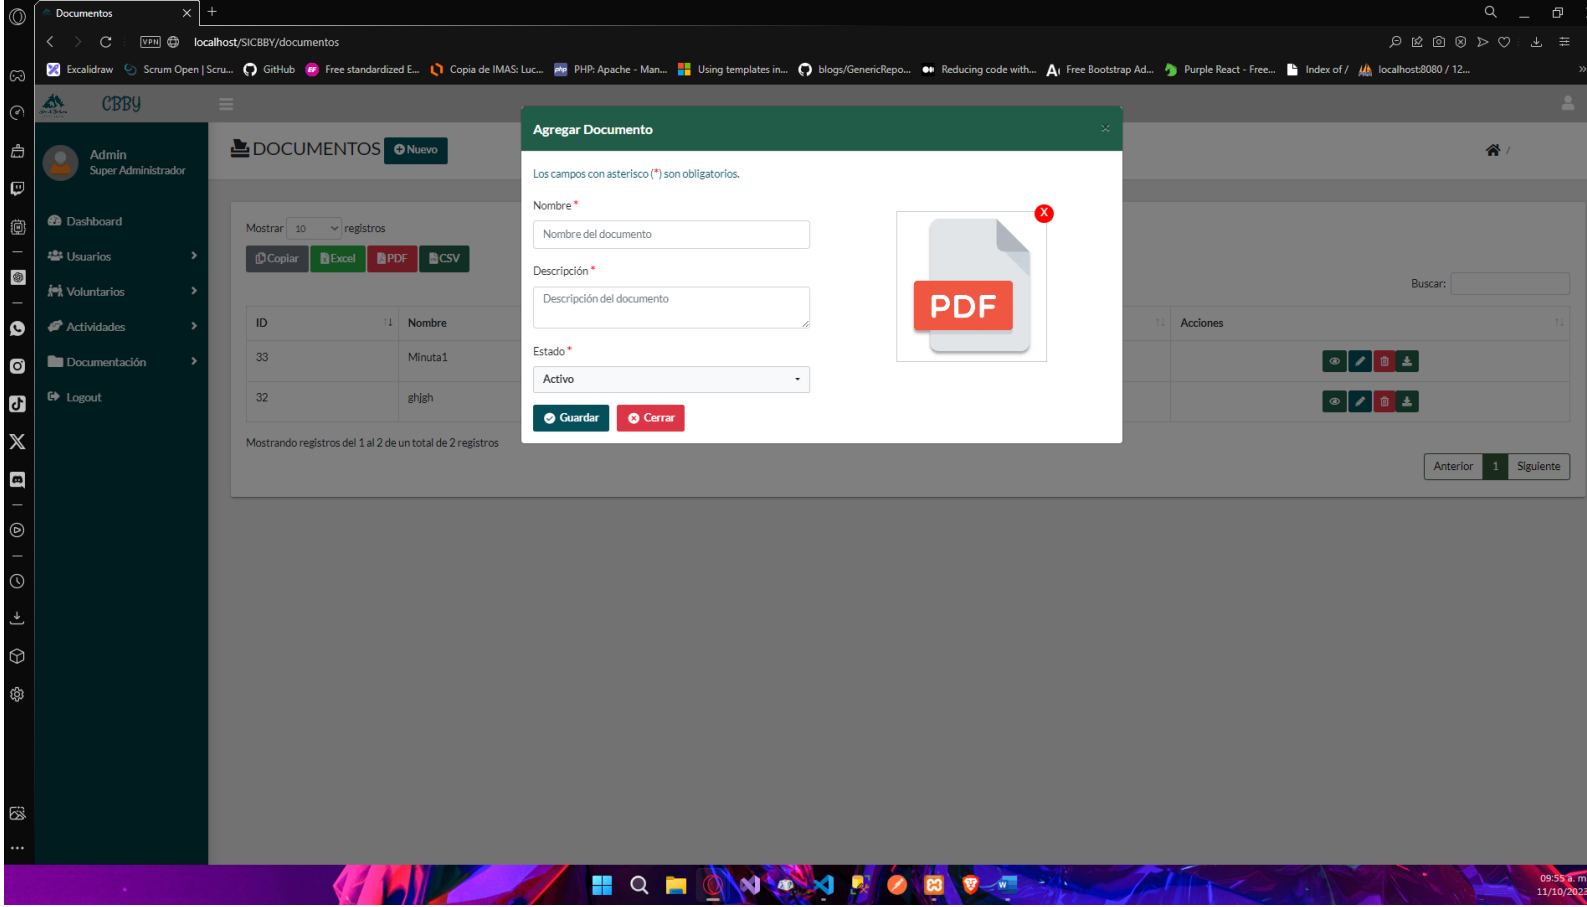 Documentos
VPN
localhost/SICBBY/documentos
Excalidraw
Scrum Open | Scru...
GitHub
EF
Free standardized E...
Copia de IMAS: Luc...
php
PHP: Apache - Man...
Using templates in...
blogs/GenericRepo...
Reducing code with...
Free Bootstrap Ad...
Purple React - Free...
Index of /
localhost:8080 / 12...
CBBY
Agregar Documento
×
Admin
Super Administrador
DOCUMENTOS
Nuevo
/
Los campos con asterisco (*) son obligatorios.
Nombre *
Nombre del documento
X
PDF
Descripción *
Descripción del documento
Estado *
Activo
Guardar
Cerrar
Dashboard
Usuarios
Voluntarios
Actividades
Documentación
Logout
Mostrar 10 registros
Copiar
Excel
PDF
CSV
Buscar:
ID
Nombre
Acciones
33
Minuta1
32
ghjgh
Mostrando registros del 1 al 2 de un total de 2 registros
Anterior
1
Siguiente
09:55 a. m
11/10/2023